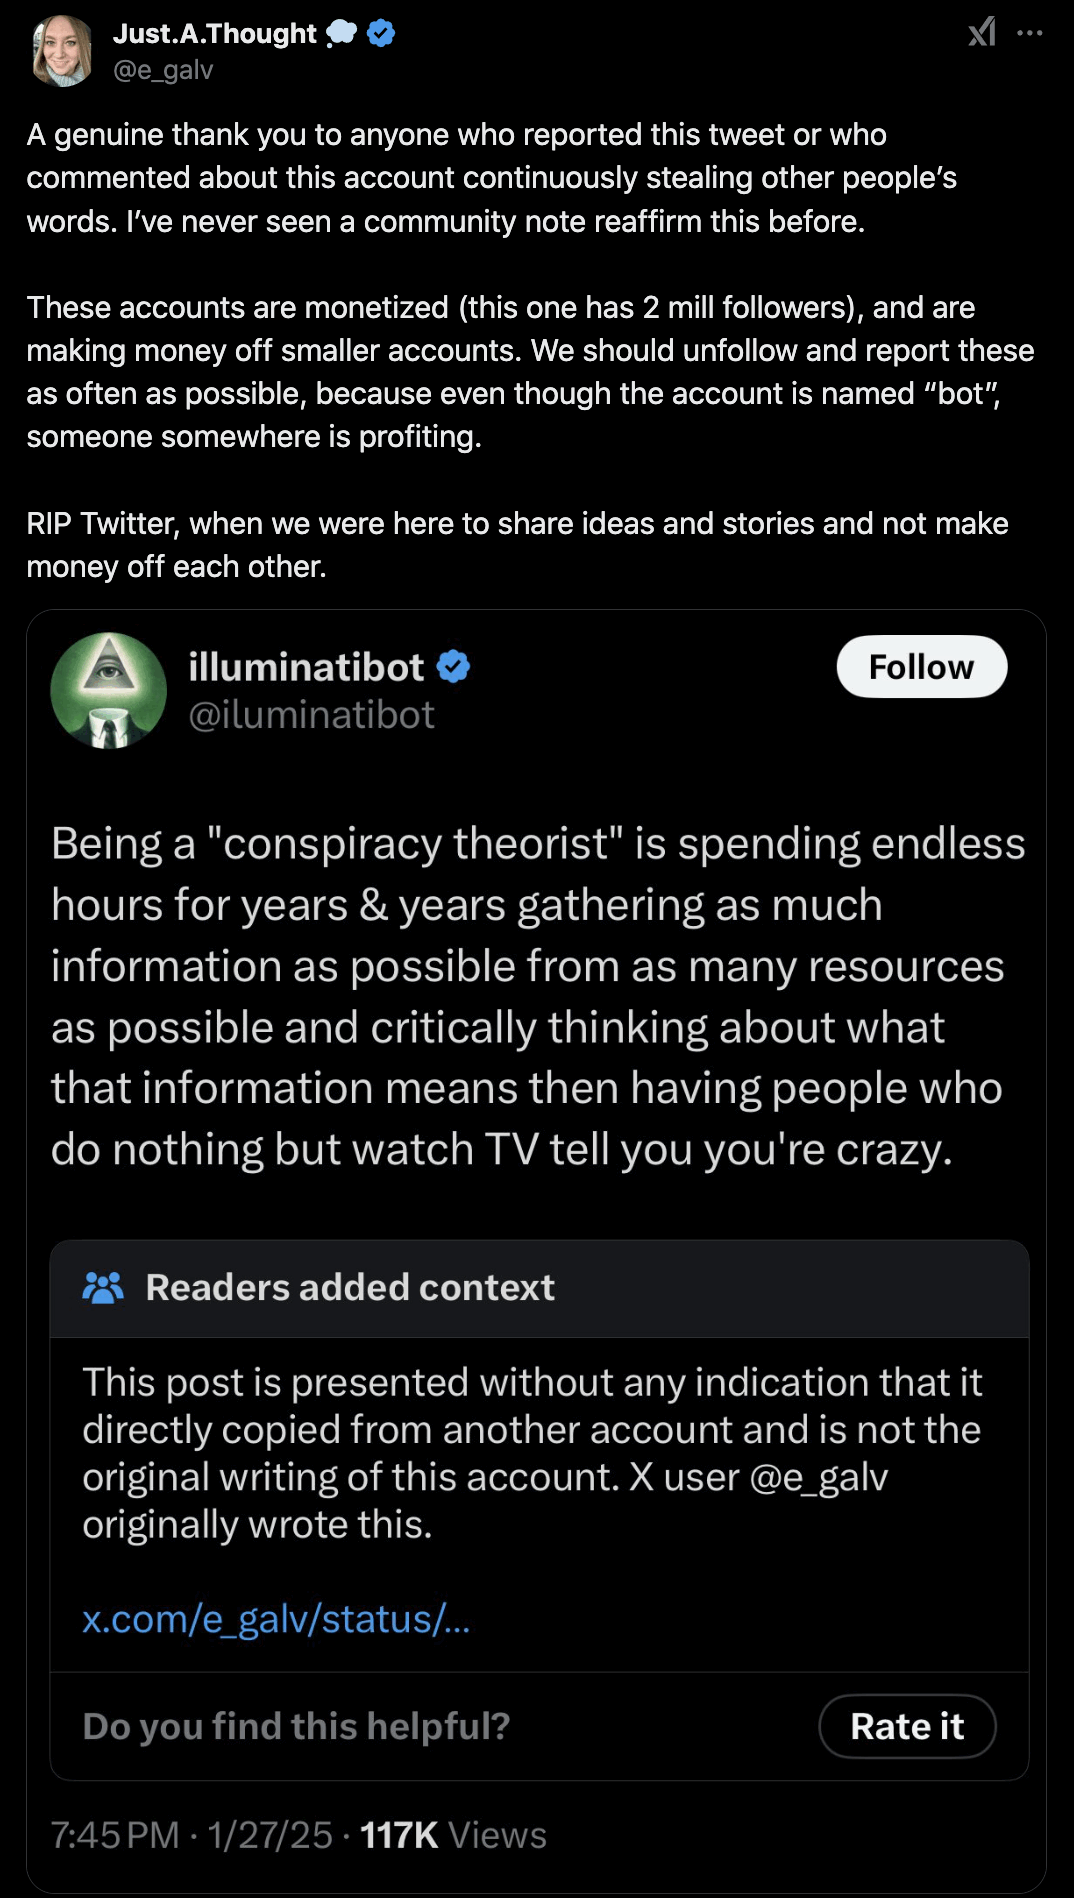 Just.A.Thought
@e_galv
A genuine thank you to anyone who reported this tweet or who
commented about this account continuously stealing other people’s
words. I’ve never seen a community note reaffirm this before.
These accounts are monetized (this one has 2 mill followers), and are
making money off smaller accounts. We should unfollow and report these
as often as possible, because even though the account is named “bot”,
someone somewhere is profiting.
RIP Twitter, when we were here to share ideas and stories and not make
money off each other.
illuminatibot
Follow
@iluminatibot
Being a "conspiracy theorist" is spending endless
hours for years & years gathering as much
information as possible from as many resources
as possible and critically thinking about what
that information means then having people who
do nothing but watch TV tell you you're crazy.
Readers added context
This post is presented without any indication that it
directly copied from another account and is not the
original writing of this account. X user @e_galv
originally wrote this.
x.com/e_galv/status/...
Do you find this helpful?
Rate it
7:45 PM · 1/27/25 · 117K Views